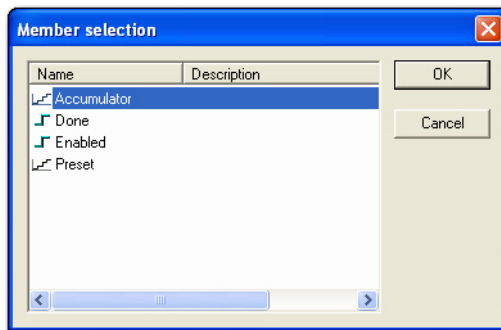 Member selection
Name Description OK
Accumulator
Done Cancel
Enabled
Preset